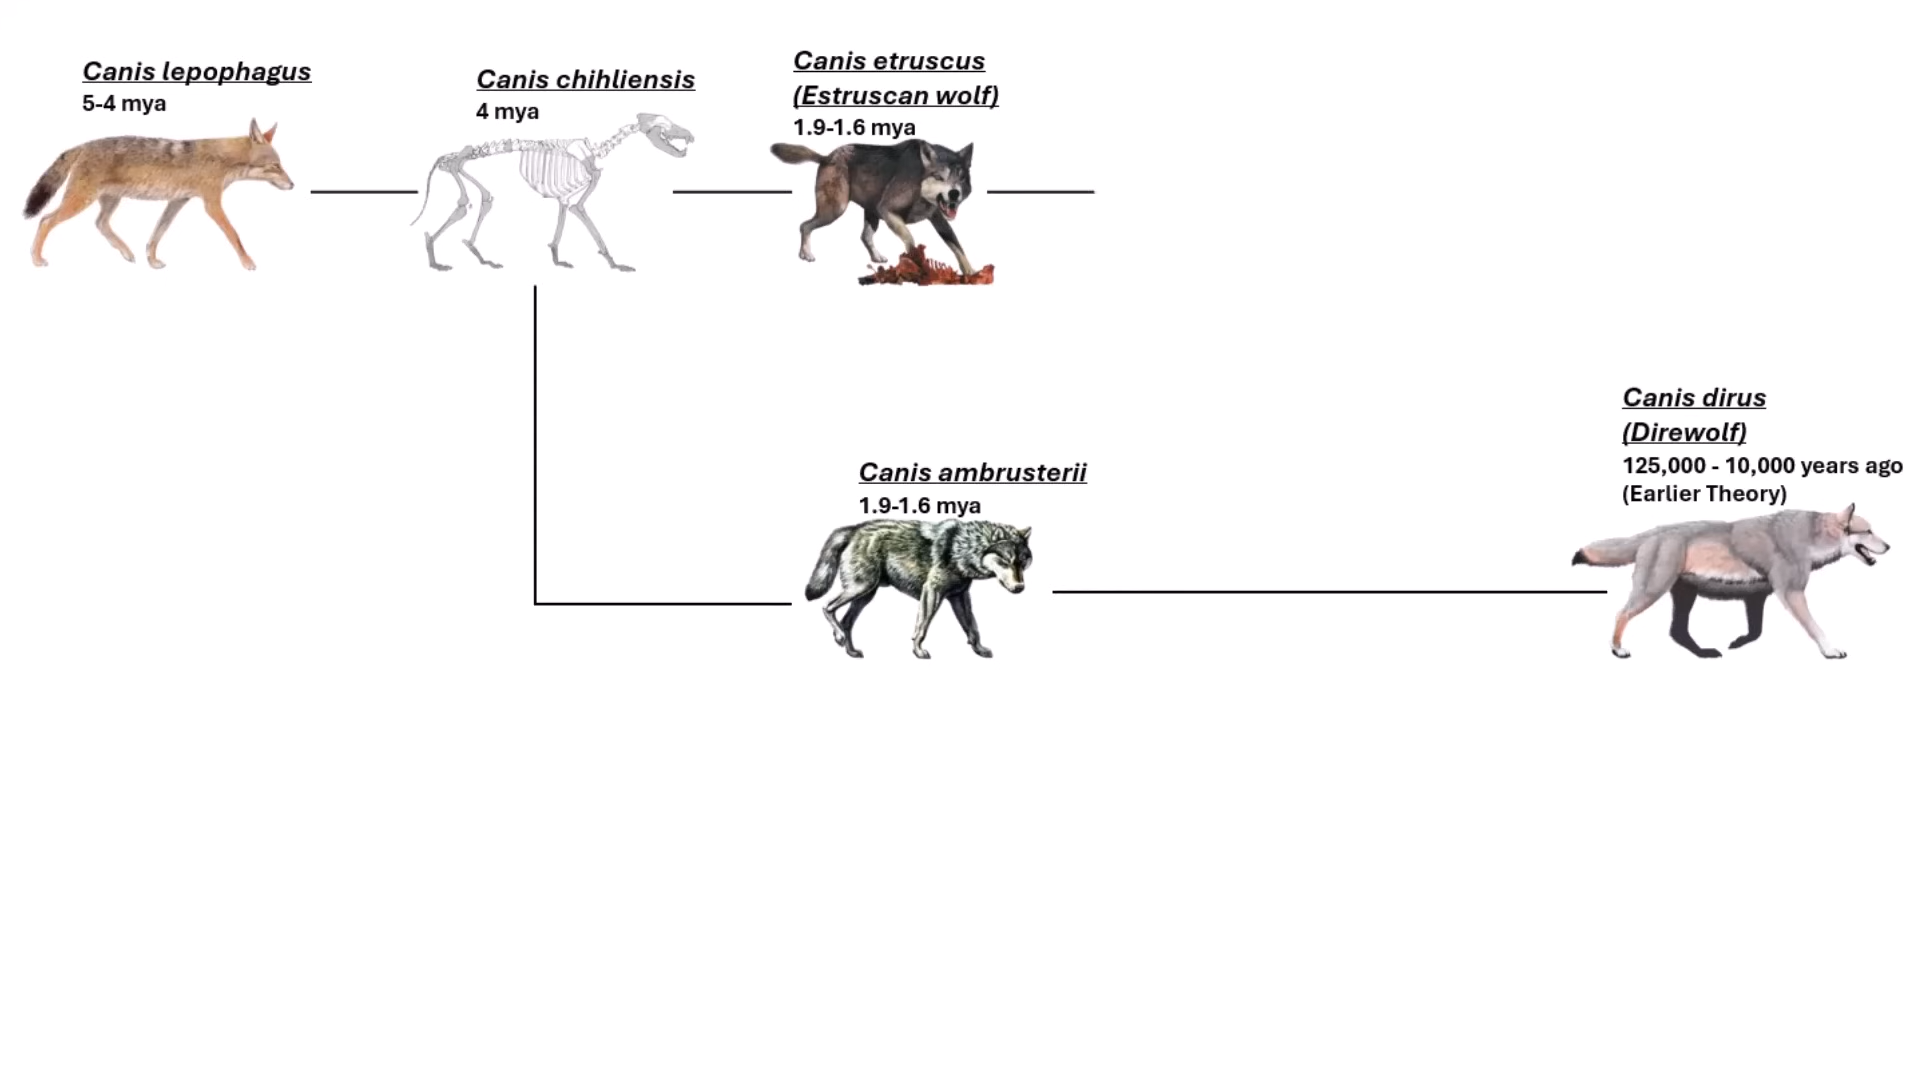 Canis lepophagus
5-4 mya
Canis chihliensis
4 mya
Canis etruscus
(Estruscan wolf)
1.9-1.6 mya
Canis dirus
(Direwolf)
125,000 - 10,000 years ago
(Earlier Theory)
Canis ambrusterii
1.9-1.6 mya